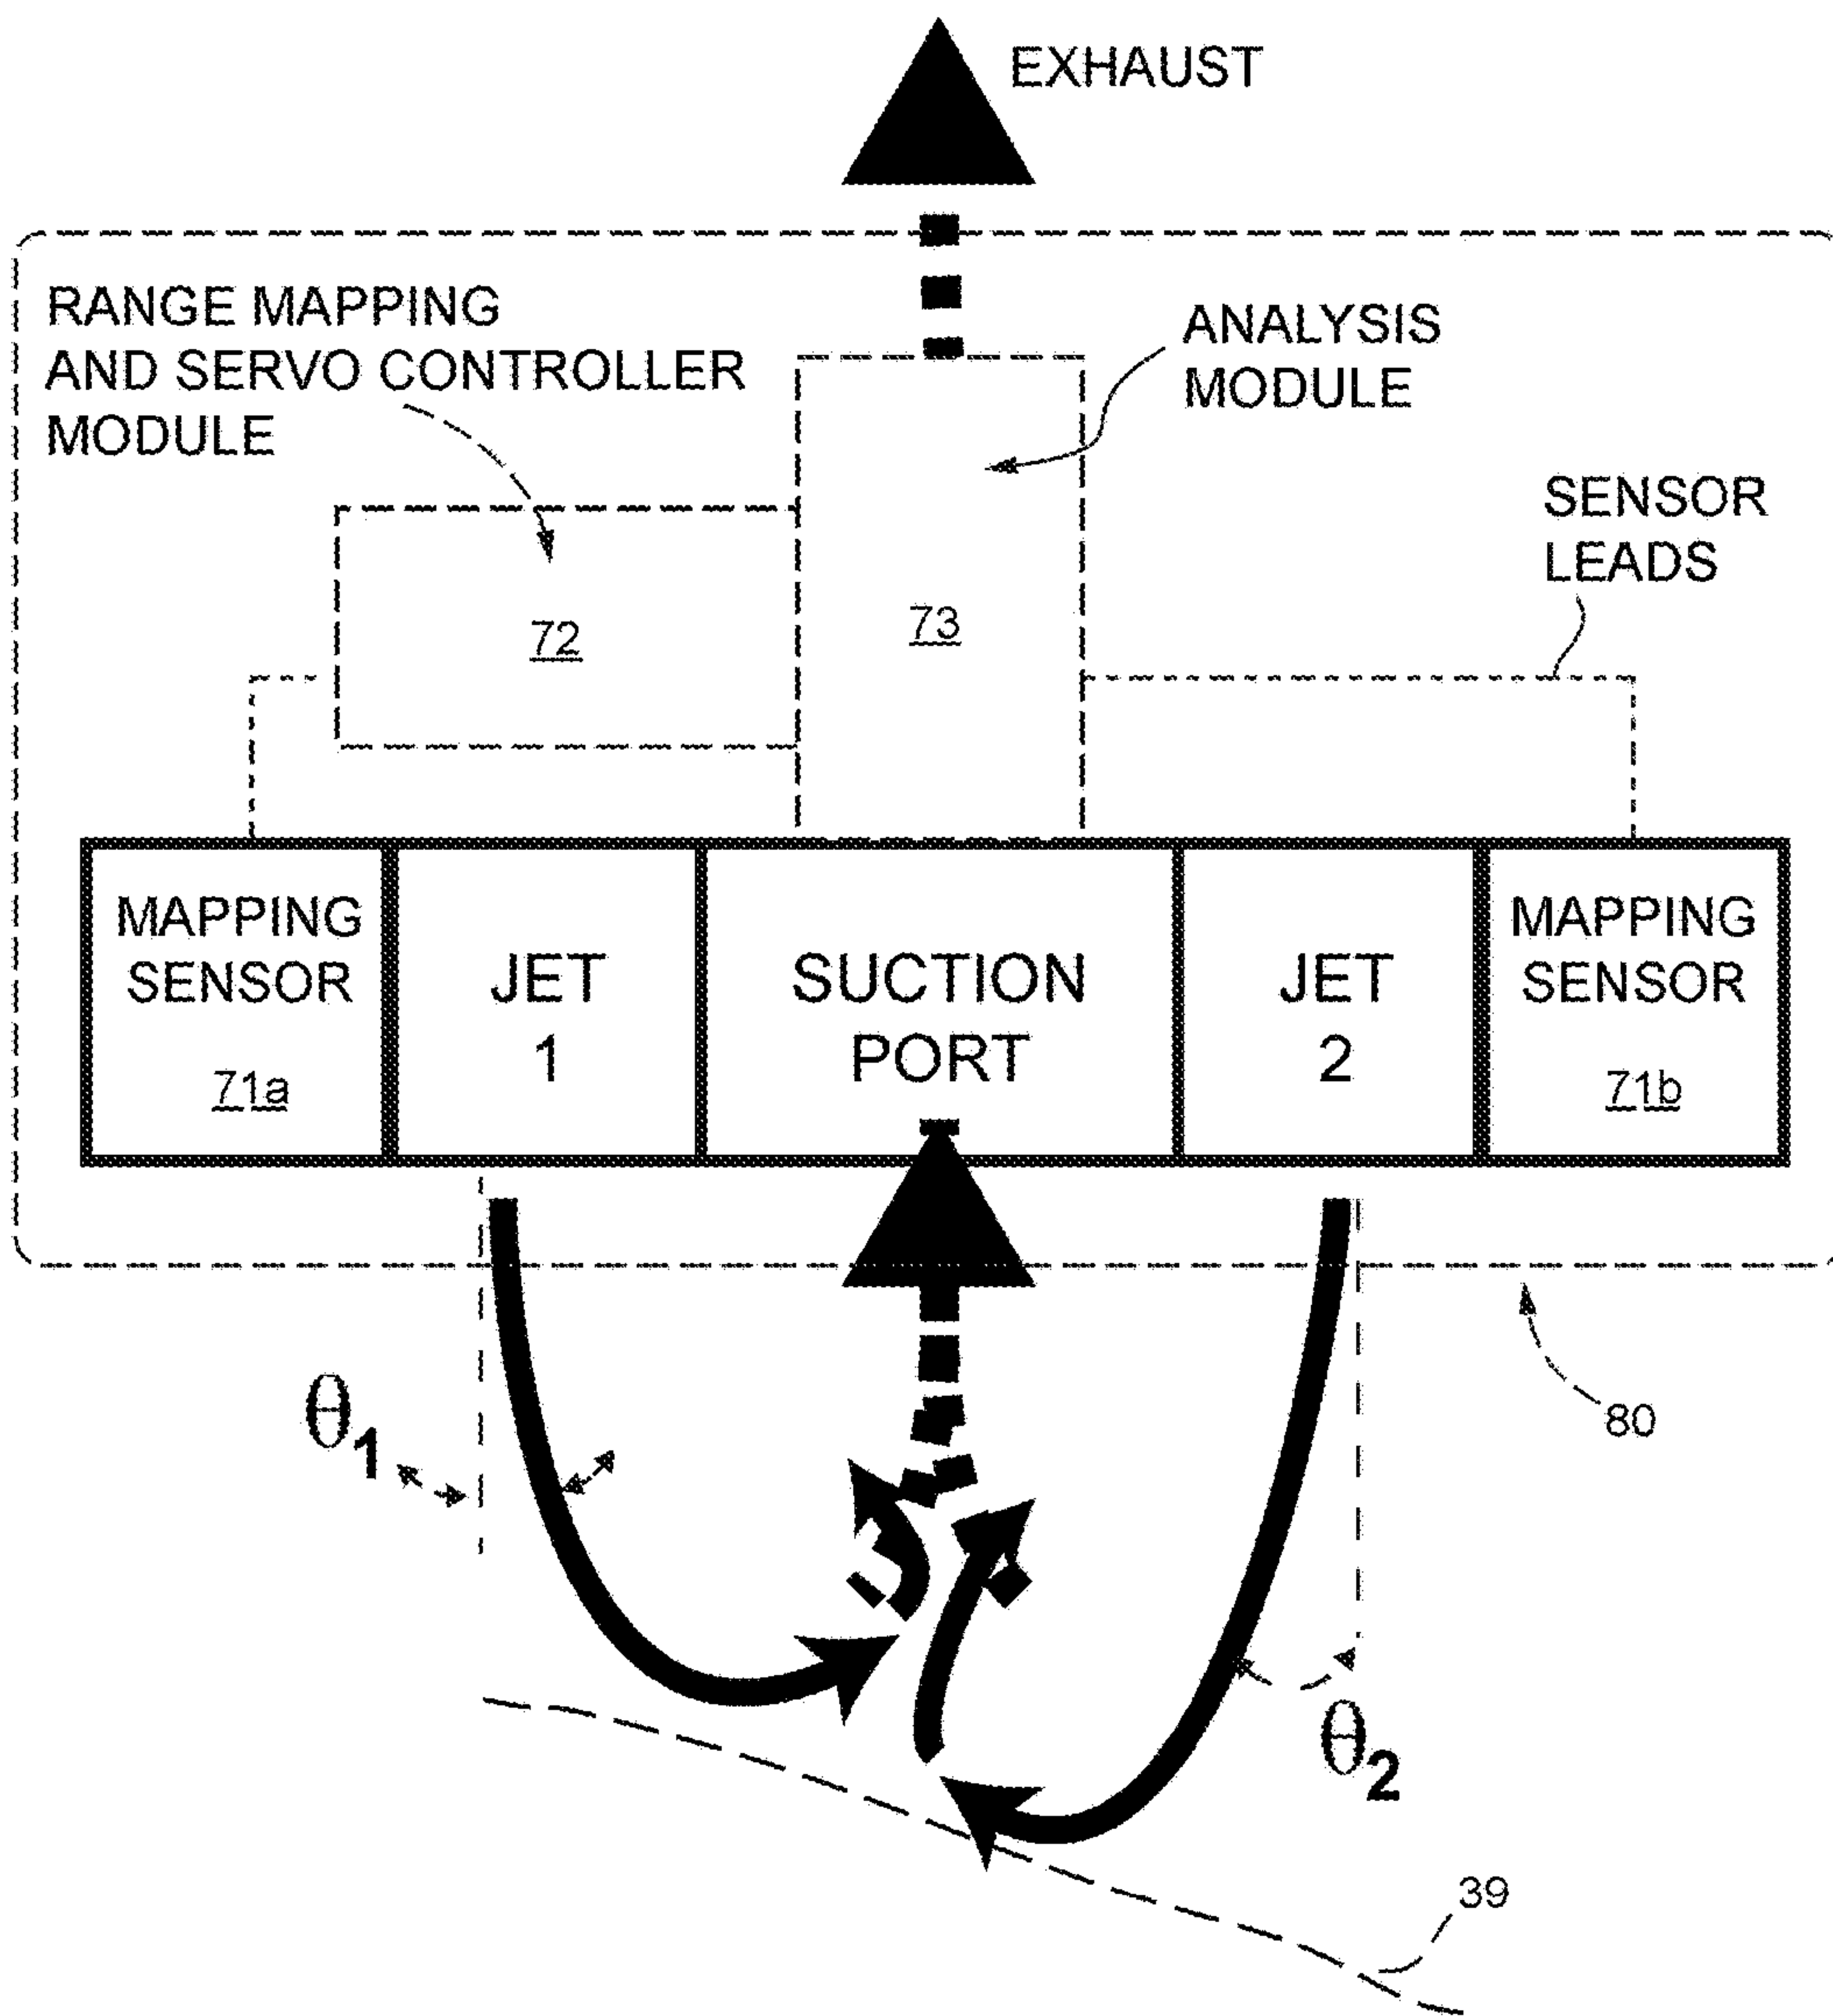 EXHAUST
RANGE MAPPING
AND SERVO CONTROLLER
MODULE
ANALYSIS
MODULE
SENSOR
LEADS
72
73
MAPPING
SENSOR
71a
JET
1
SUCTION
PORT
JET
2
MAPPING
SENSOR
71b
θ1
80
θ2
39